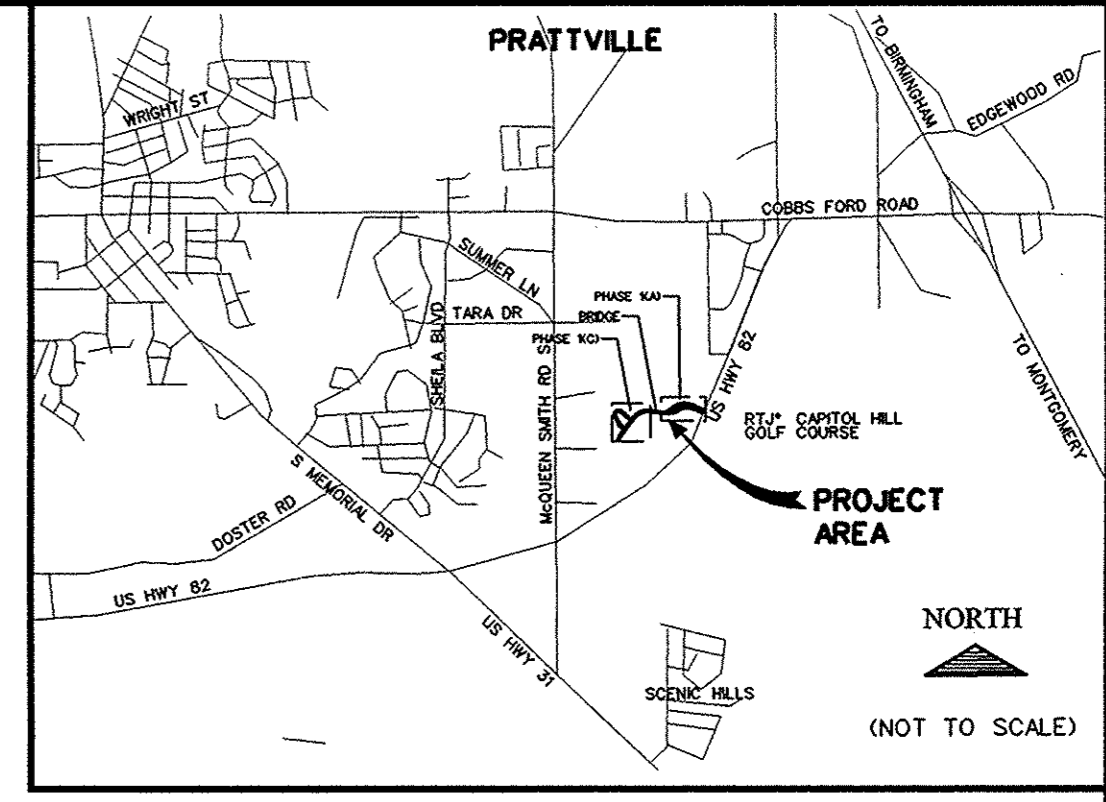 PRATTVILLE
TO BIRMINGHAM
EDGEWOOD RD
WRIGHT ST
COBBS FORD ROAD
SUMMER LN
TARA DR
SHEILA BLVD
PHASE 1(A)
BRIDGE
PHASE 1(C)
McQUEEN SMITH RD S
US HWY 82
TO MONTGOMERY
RTJ" CAPITOL HILL
GOLF COURSE
S MEMORIAL DR
DOSTER RD
PROJECT
AREA
US HWY 82
US HWY 31
NORTH
SCENIC HILLS
(NOT TO SCALE)